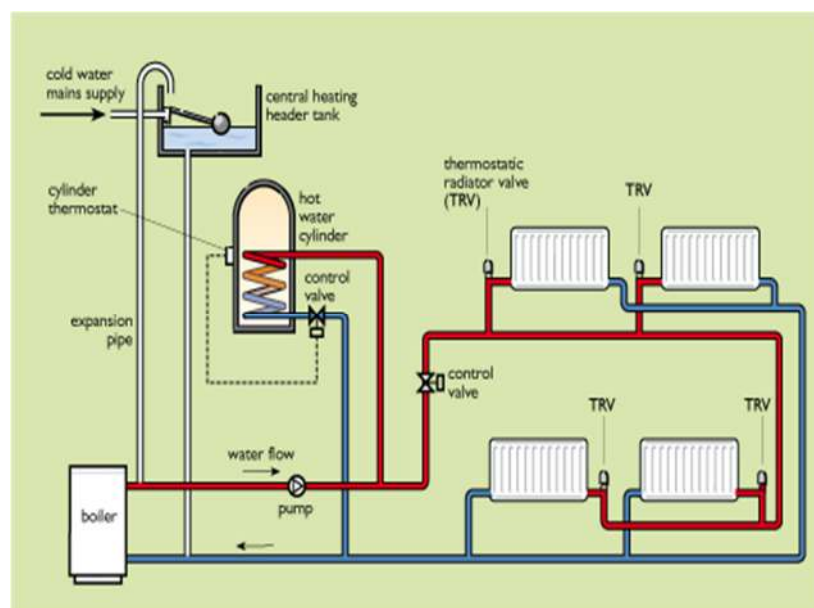 cold water
mains supply
central heating
header tank
cylinder
thermostat
hot
water
cylinder
control
valve
thermostatic
radiator valve
(TRV)
TRV
expansion
pipe
control
valve
TRV
TRV
water flow
pump
boiler